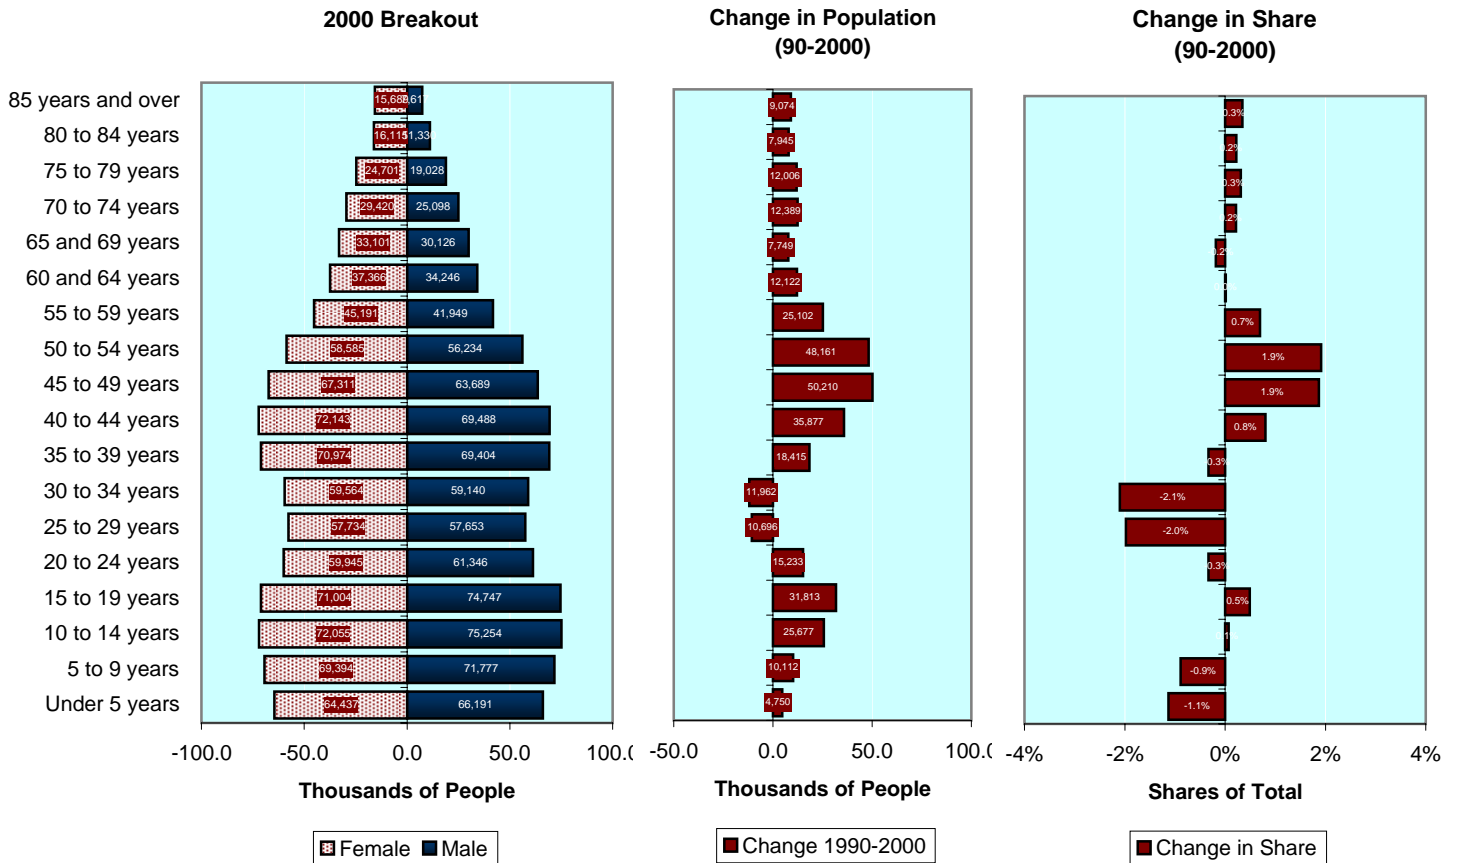 2000 Breakout
Change in Population
(90-2000)
Change in Share
(90-2000)
85 years and over
80 to 84 years
75 to 79 years
70 to 74 years
65 and 69 years
60 and 64 years
55 to 59 years
50 to 54 years
45 to 49 years
40 to 44 years
35 to 39 years
30 to 34 years
25 to 29 years
20 to 24 years
15 to 19 years
10 to 14 years
5 to 9 years
Under 5 years
16,115
24,701 19,028
29,420 25,098
33,101 30,126
37,366 34,246
45,191 41,949
58,585 56,234
67,311 63,689
72,143 69,488
70,974 69,404
59,564 59,140
57,734 57,653
59,945 61,346
71,004 74,747
72,055 75,254
69,394 71,777
64,437 66,191
-100.0 -50.0 0.0 50.0
Thousands of People
Female Male
9,074
7,945
12,006
12,389
7,749
12,122
25,102
48,161
50,210
35,877
18,415
11,962
10,696
15,233
31,813
25,677
10,112
4,750
-50.0 0.0 50.0
Thousands of People
Change 1990-2000
0.3%
0.2%
0.3%
0.2%
0.2%
0.7%
1.9%
1.9%
0.8%
0.3%
-2.1%
-2.0%
0.3%
0.5%
-0.9%
-1.1%
-4% -2% 0% 2% 4%
Shares of Total
Change in Share